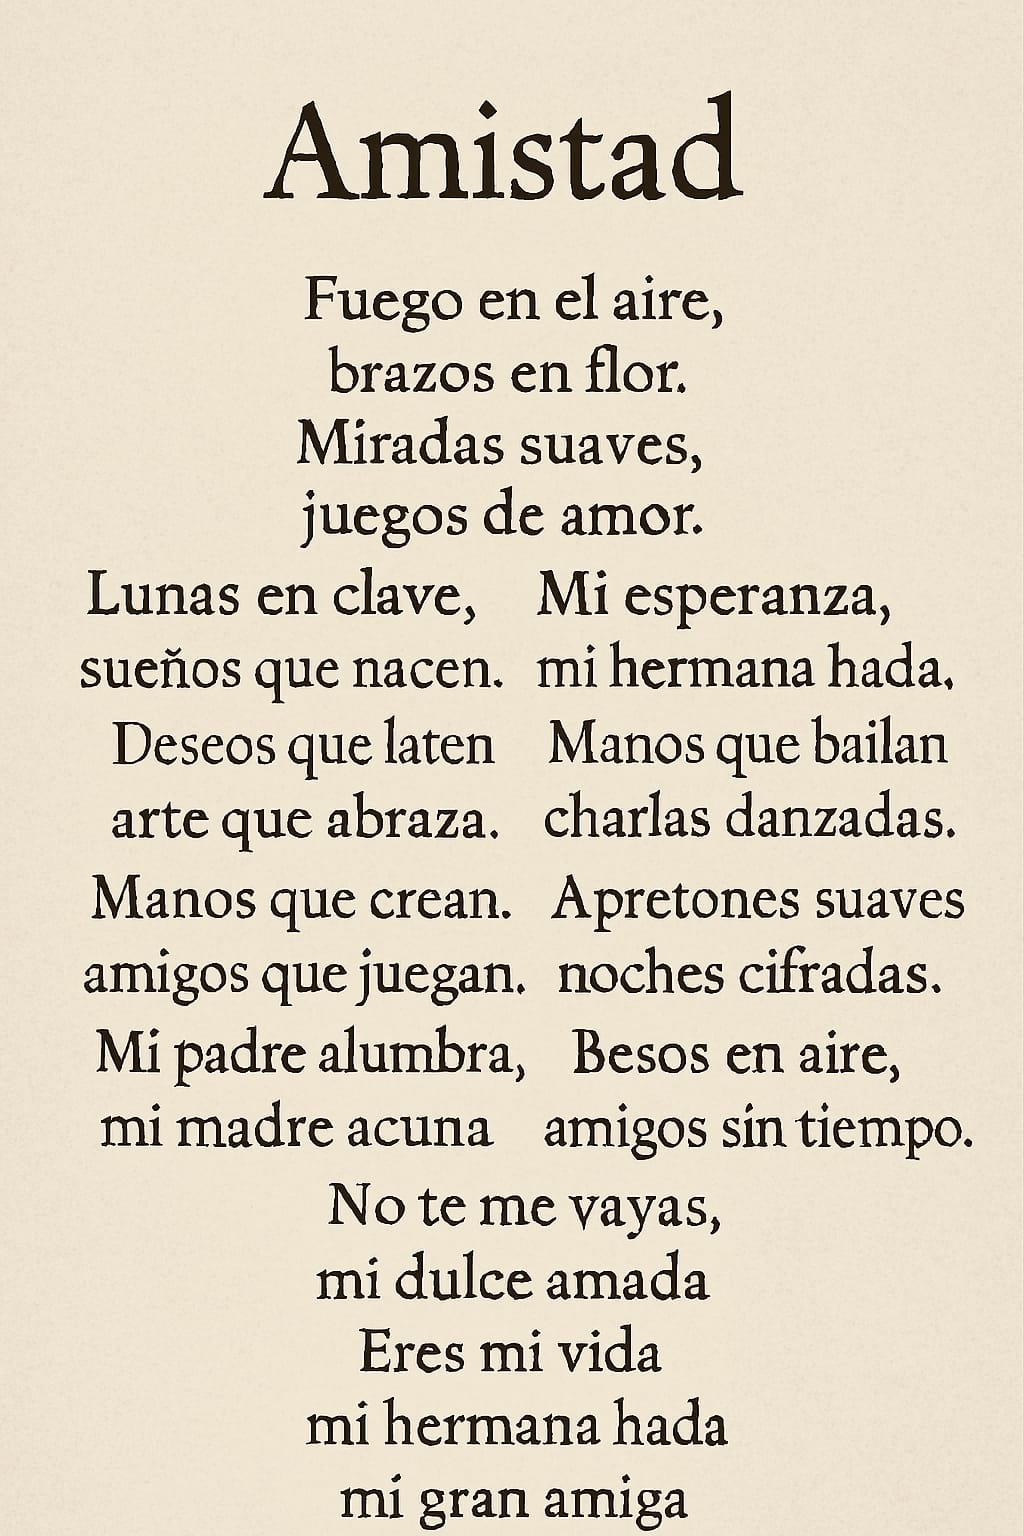 Amistad
Fuego en el aire,
brazos en flor.
Miradas suaves,
juegos de amor.
Lunas en clave,
sueños que nacen.
Deseos que laten
arte que abraza.
Manos que crean.
amigos que juegan.
Mi padre alumbra,
mi madre acuna
Mi esperanza,
mi hermana hada,
Manos que bailan
charlas danzadas.
Apretones suaves
noches cifradas.
Besos en aire,
amigos sín tiempo.
No te me vayas,
mi dulce amada
Eres mi vida
mi hermana hada
mí gran amiga